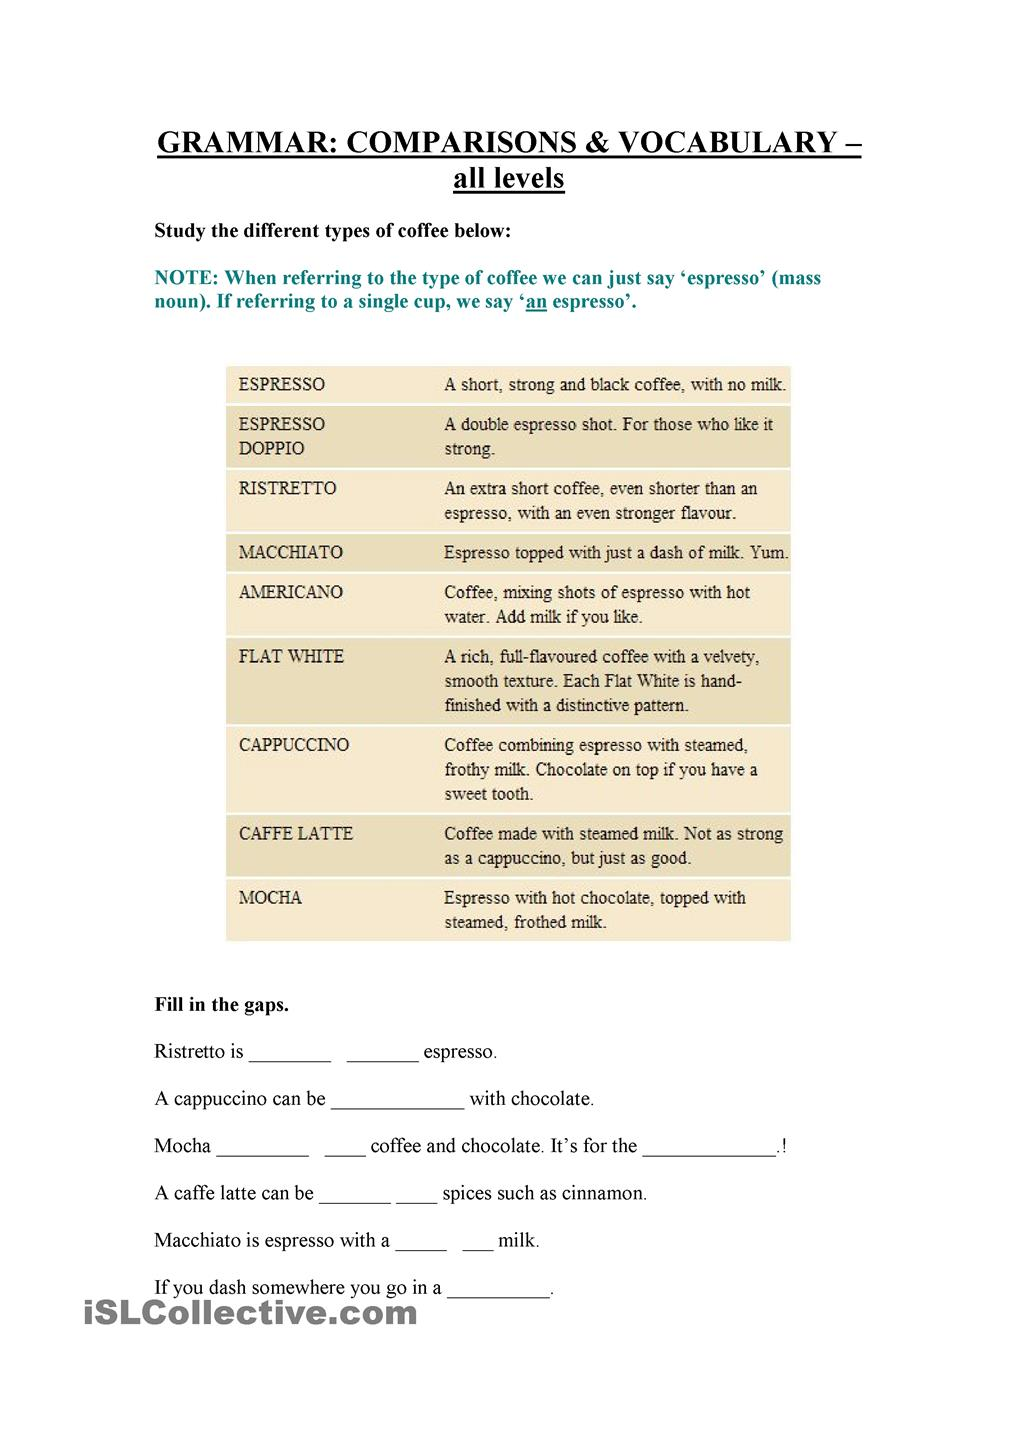 GRAMMAR: COMPARISONS & VOCABULARY –
all levels
Study the different types of coffee below:
NOTE: When referring to the type of coffee we can just say ‘espresso’ (mass
noun). If referring to a single cup, we say ‘an espresso’.
ESPRESSO A short, strong and black coffee, with no milk.
ESPRESSO A double espresso shot. For those who like it
DOPPIO strong.
RISTRETTO An extra short coffee, even shorter than an
espresso, with an even stronger flavour.
MACCHIATO Espresso topped with just a dash of milk. Yum.
AMERICANO Coffee, mixing shots of espresso with hot
water. Add milk if you like.
FLAT WHITE A rich, full-flavoured coffee with a velvety,
smooth texture. Each Flat White is hand-
finished with a distinctive pattern.
CAPPUCCINO Coffee combining espresso with steamed,
frothy milk. Chocolate on top if you have a
sweet tooth.
CAFFE LATTE Coffee made with steamed milk. Not as strong
as a cappuccino, but just as good.
MOCHA Espresso with hot chocolate, topped with
steamed, frothed milk.
Fill in the gaps.
Ristretto is ________ _______ espresso.
A cappuccino can be _____________ with chocolate.
Mocha _________ ____ coffee and chocolate. It’s for the _____________.!
A caffe latte can be _______ ____ spices such as cinnamon.
Macchiato is espresso with a _____ ___ milk.
If you dash somewhere you go in a __________.
iSLCollective.com